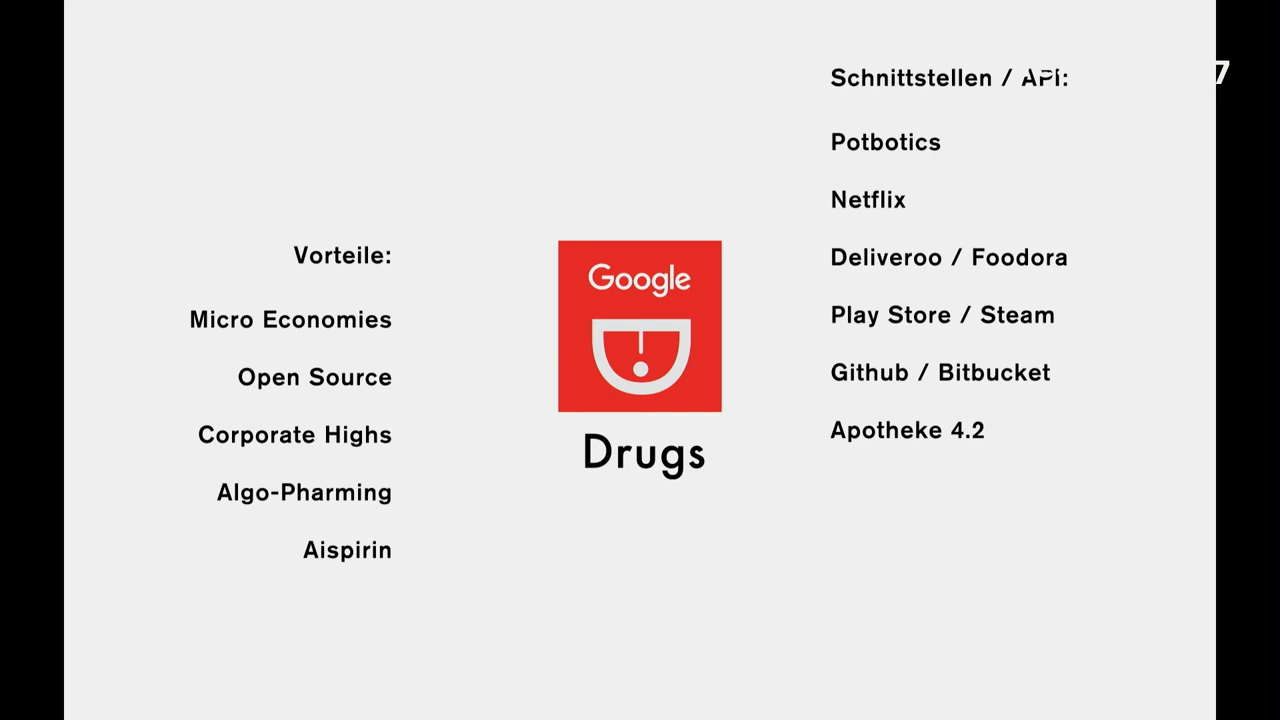 Vorteile:
Micro Economies
Open Source
Corporate Highs
Algo-Pharming
Aispirin
Google
Drugs
Schnittstellen / API:
Potbotics
Netflix
Deliveroo / Foodora
Play Store / Steam
Github / Bitbucket
Apotheke 4.2
7